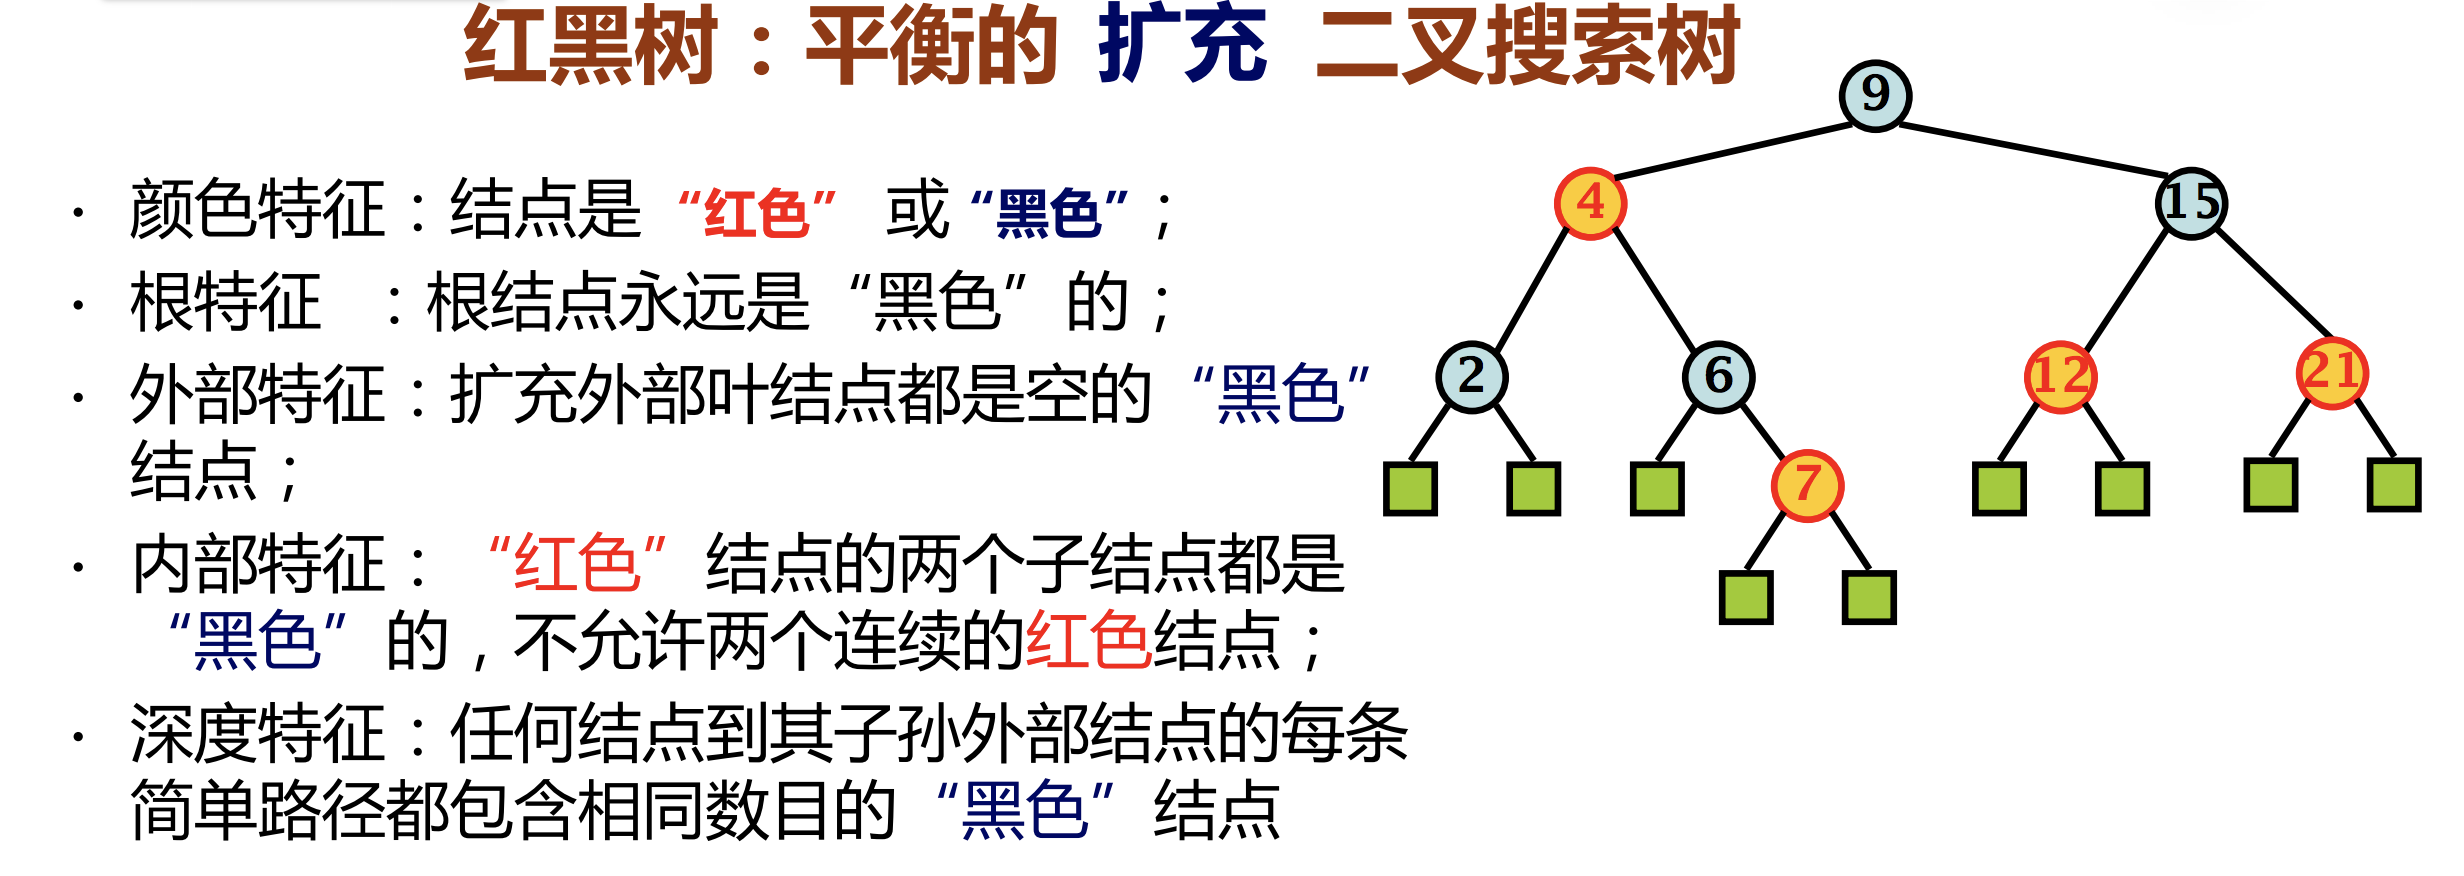 红黑树：平衡的 扩充 二叉搜索树
• 颜色特征：结点是 “红色” 或 “黑色”；
• 根特征 ：根结点永远是“黑色”的；
• 外部特征：扩充外部叶结点都是空的“黑色”
结点；
• 内部特征：“红色”结点的两个子结点都是
“黑色”的，不允许两个连续的红色结点；
• 深度特征：任何结点到其子孙外部结点的每条
简单路径都包含相同数目的“黑色”结点
9
4 15
2 6 12 21
7